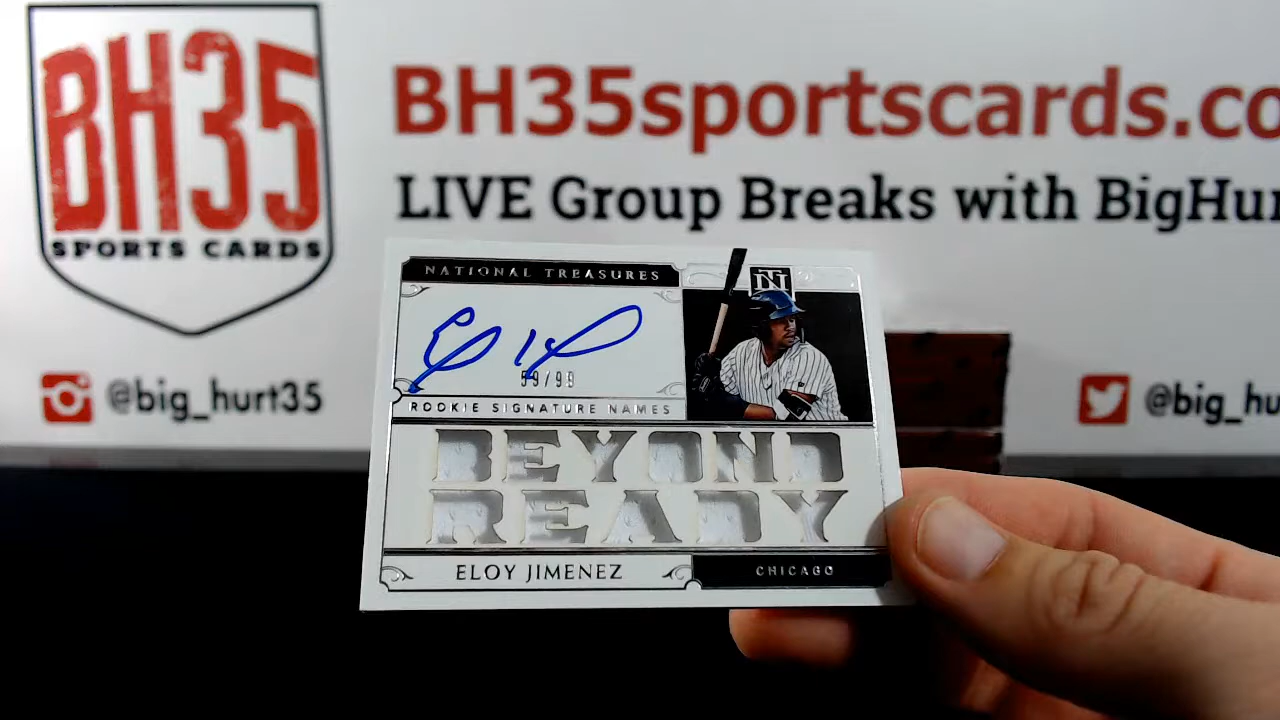 BH35
SPORTS CARDS
BH35sportscards.co
LIVE Group Breaks with BigHur
@big_hurt35
@big_hu
NATIONAL TREASURES
NT
59/99
ROOKIE SIGNATURE NAMES
BEYOND
READY
ELOY JIMENEZ
CHICAGO